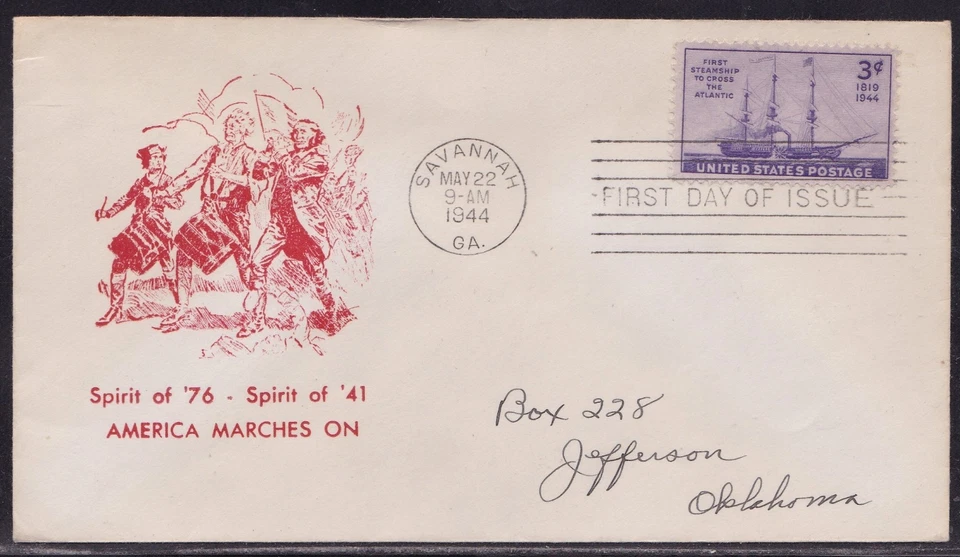 FIRST
STEAMSHIP
TO CROSS
THE
ATLANTIC
3¢
1819
1944
UNITED STATES POSTAGE
SAVANNAH
MAY 22
9-AM
1944
GA.
FIRST DAY OF ISSUE
Spirit of '76 - Spirit of '41
AMERICA MARCHES ON
Box 228
Jefferson
Oklahoma